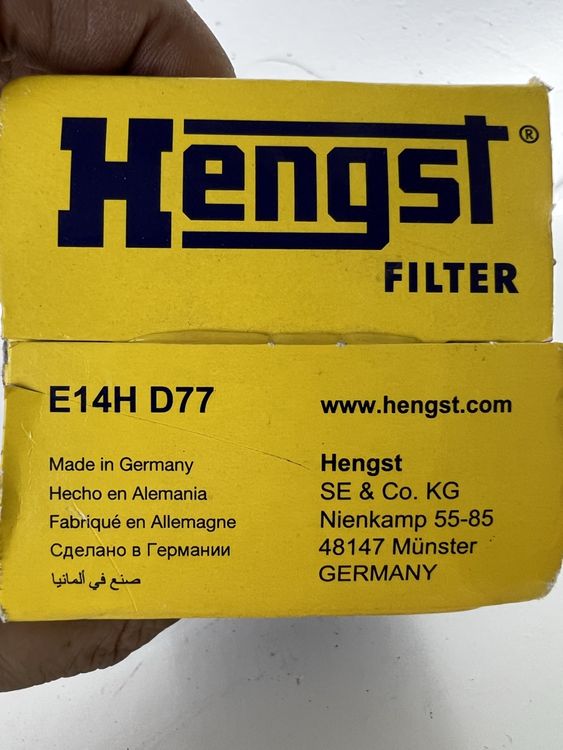 Hengst®
FILTER
E14H D77
www.hengst.com
Made in Germany
Hecho en Alemania
Fabriqué en Allemagne
Сделано в Германии
صنع في ألمانيا
Hengst
SE & Co. KG
Nienkamp 55-85
48147 Münster
GERMANY